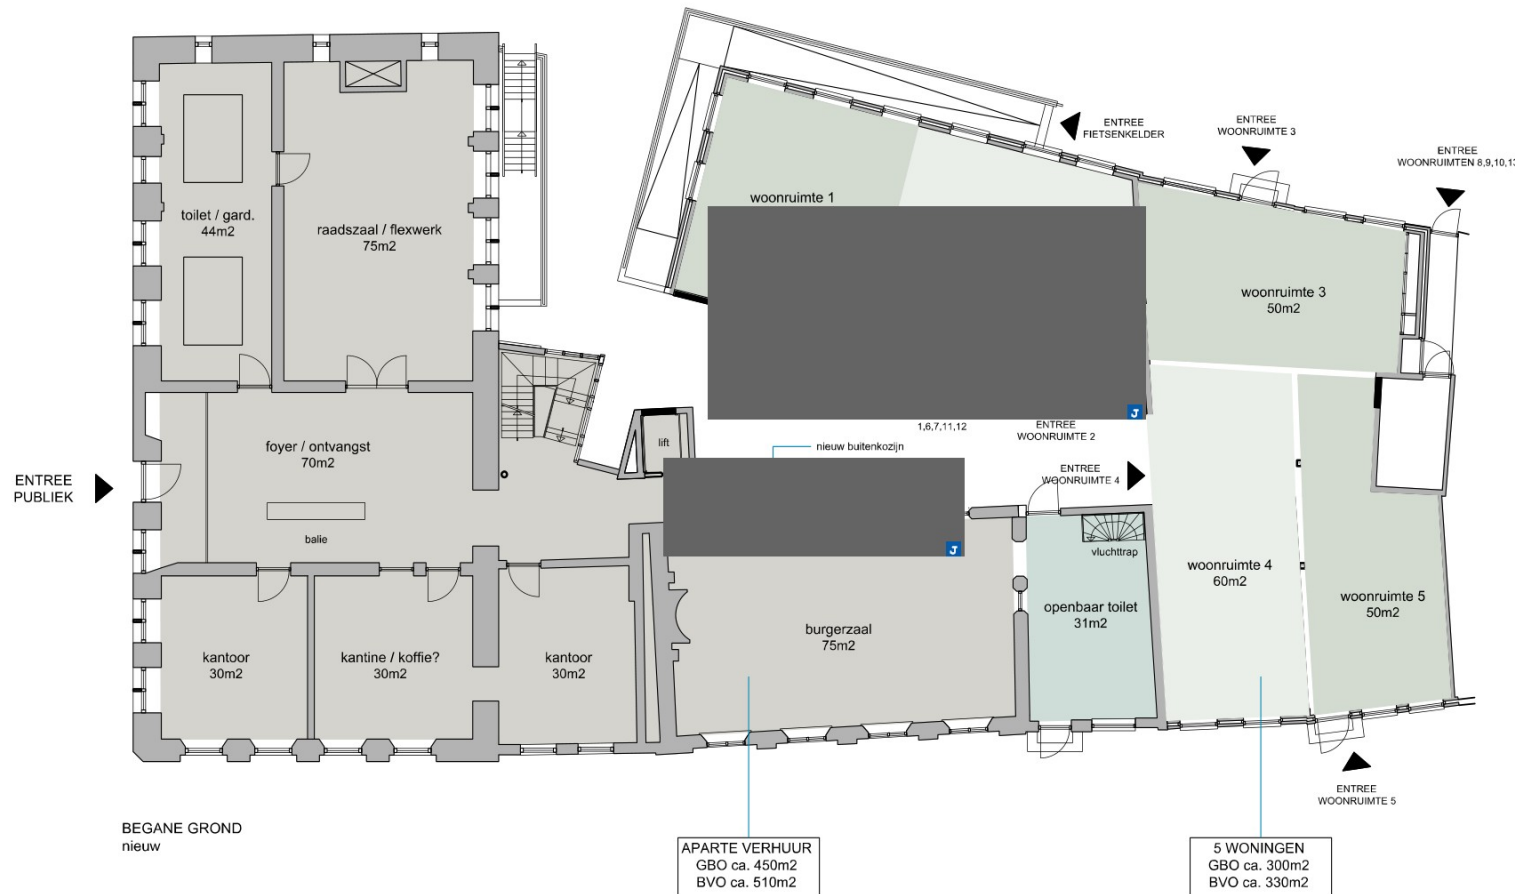 ENTREE
FIETSENKELDER
ENTREE
WOONRUIMTE 3
ENTREE
WOONRUIMTEN 8,9,10,13
woonruimte 1
toilet / gard.
44m2
raadszaal / flexwerk
75m2
woonruimte 3
50m2
J
1,6,7,11,12
ENTREE
WOONRUIMTE 2
lift
nieuw buitenkozijn
foyer / ontvangst
70m2
ENTREE
WOONRUIMTE 4
ENTREE
PUBLIEK
balie
J
vluchttrap
woonruimte 4
60m2
woonruimte 5
50m2
openbaar toilet
31m2
burgerzaal
75m2
kantoor
30m2
kantine / koffie?
30m2
kantoor
30m2
ENTREE
WOONRUIMTE 5
BEGANE GROND
nieuw
APARTE VERHUUR
GBO ca. 450m2
BVO ca. 510m2
5 WONINGEN
GBO ca. 300m2
BVO ca. 330m2